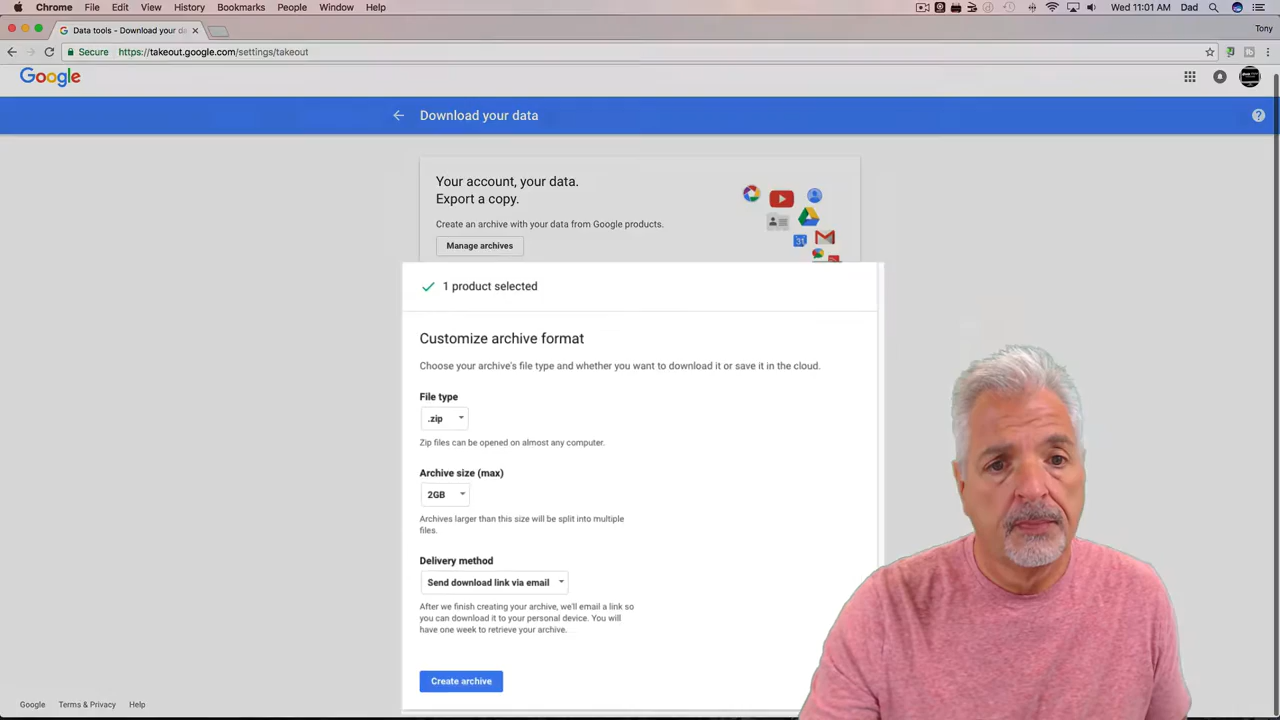 Chrome File Edit View History Bookmarks People Window Help
Wed 11:01 AM Dad
Data tools - Download your da
Tony
Secure https://takeout.google.com/settings/takeout
Google
Download your data
Your account, your data.
Export a copy.
Create an archive with your data from Google products.
Manage archives
31
1 product selected
Customize archive format
Choose your archive's file type and whether you want to download it or save it in the cloud.
File type
.zip
Zip files can be opened on almost any computer.
Archive size (max)
2GB
Archives larger than this size will be split into multiple
files.
Delivery method
Send download link via email
After we finish creating your archive, we'll email a link so
you can download it to your personal device. You will
have one week to retrieve your archive.
Create archive
Google Terms & Privacy Help